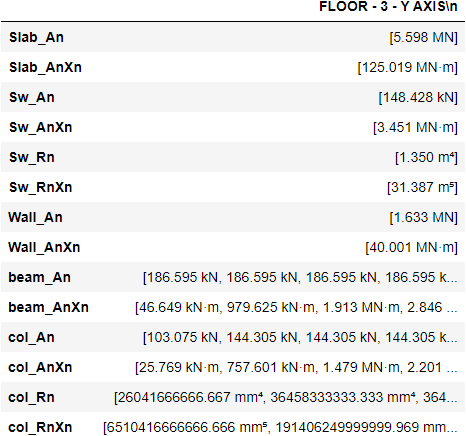 FLOOR - 3 - Y AXIS\n
Slab_An [5.598 MN]
Slab_AnXn [125.019 MN·m]
Sw_An [148.428 kN]
Sw_AnXn [3.451 MN·m]
Sw_Rn [1.350 m⁴]
Sw_RnXn [31.387 m⁵]
Wall_An [1.633 MN]
Wall_AnXn [40.001 MN·m]
beam_An [186.595 kN, 186.595 kN, 186.595 kN, 186.595 k...
beam_AnXn [46.649 kN·m, 979.625 kN·m, 1.913 MN·m, 2.846 ...
col_An [103.075 kN, 144.305 kN, 144.305 kN, 144.305 k...
col_AnXn [25.769 kN·m, 757.601 kN·m, 1.479 MN·m, 2.201 ...
col_Rn [26041666666.667 mm⁴, 36458333333.333 mm⁴, 364...
col_RnXn [6510416666666.666 mm⁵, 191406249999999.969 mm...